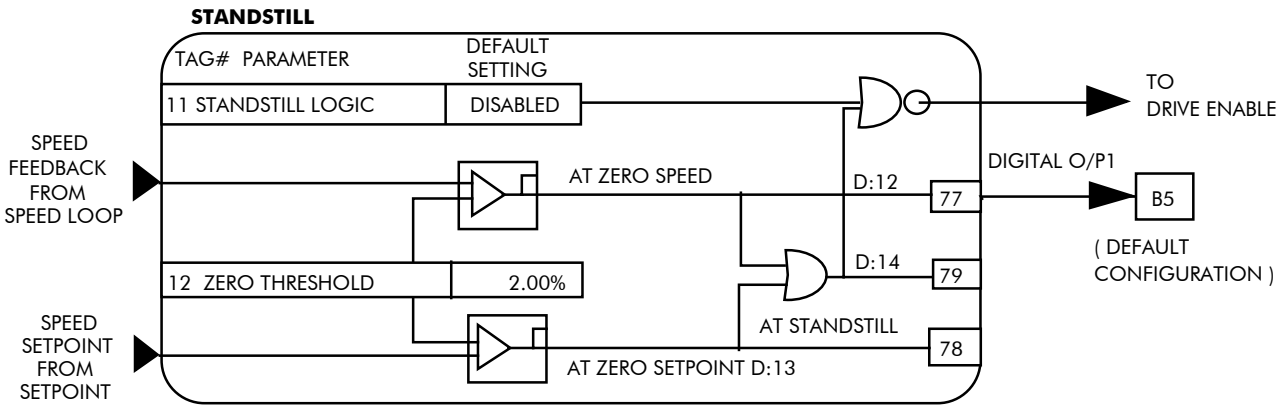 STANDSTILL
TAG# PARAMETER
DEFAULT
SETTING
11 STANDSTILL LOGIC
DISABLED
TO
DRIVE ENABLE
SPEED
FEEDBACK
FROM
SPEED LOOP
AT ZERO SPEED
D:12
77
DIGITAL O/P1
B5
( DEFAULT
CONFIGURATION )
12 ZERO THRESHOLD
2.00%
D:14
79
SPEED
SETPOINT
FROM
SETPOINT
AT STANDSTILL
78
AT ZERO SETPOINT D:13